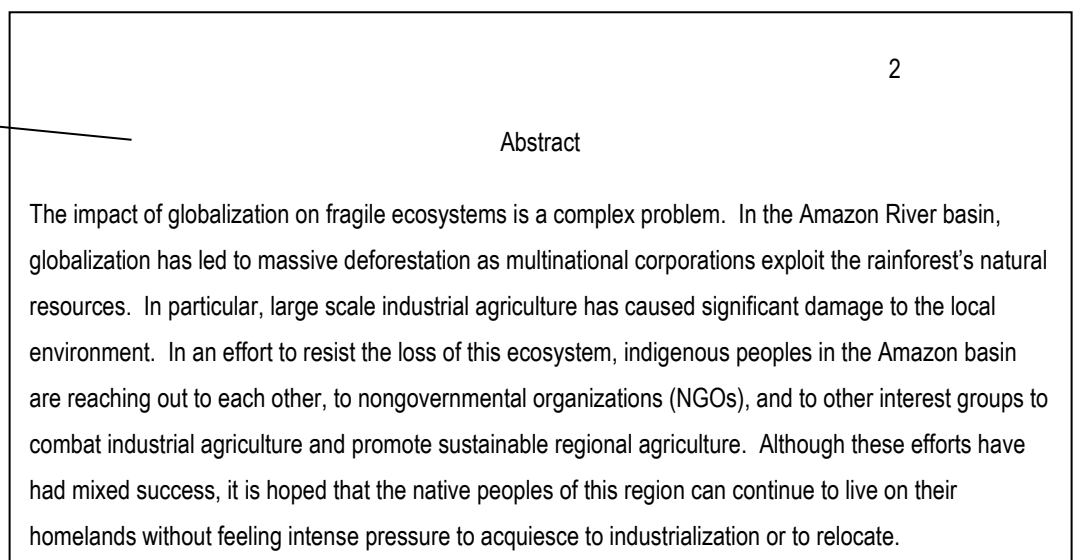 2
Abstract
The impact of globalization on fragile ecosystems is a complex problem.  In the Amazon River basin,
globalization has led to massive deforestation as multinational corporations exploit the rainforest’s natural
resources.  In particular, large scale industrial agriculture has caused significant damage to the local
environment.  In an effort to resist the loss of this ecosystem, indigenous peoples in the Amazon basin
are reaching out to each other, to nongovernmental organizations (NGOs), and to other interest groups to
combat industrial agriculture and promote sustainable regional agriculture.  Although these efforts have
had mixed success, it is hoped that the native peoples of this region can continue to live on their
homelands without feeling intense pressure to acquiesce to industrialization or to relocate.